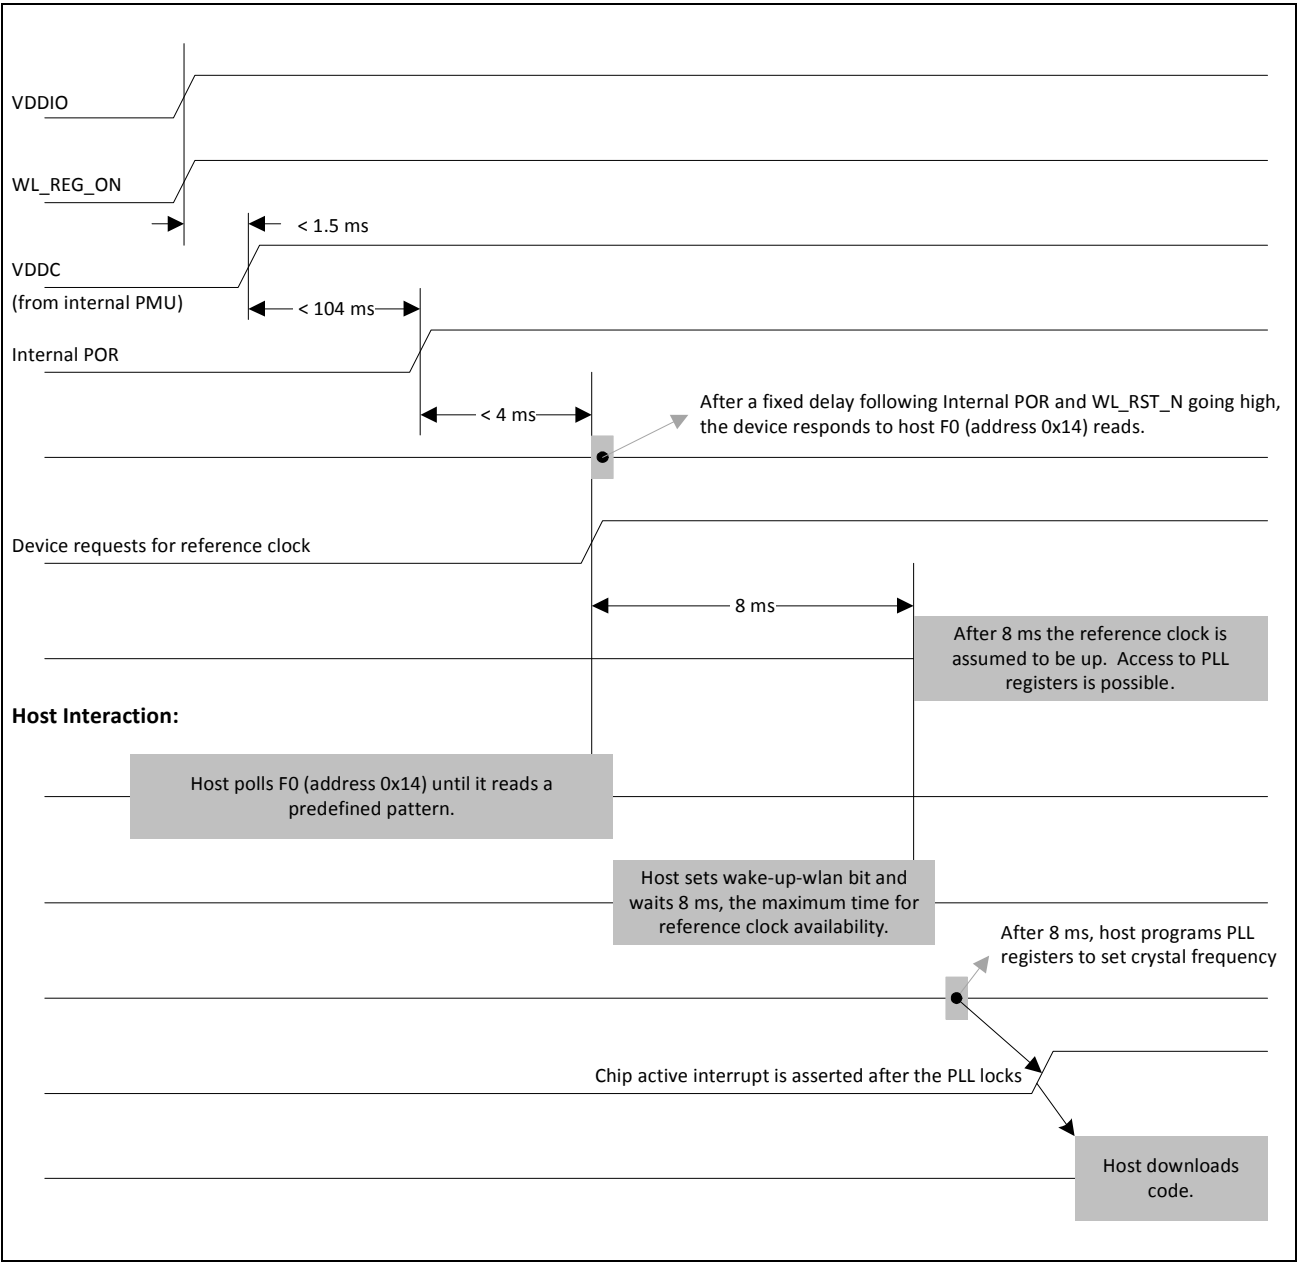 VDDIO
WL_REG_ON
< 1.5 ms
VDDC
(from internal PMU)
< 104 ms
Internal POR
< 4 ms
After a fixed delay following Internal POR and WL_RST_N going high,
the device responds to host F0 (address 0x14) reads.
Device requests for reference clock
8 ms
After 8 ms the reference clock is
assumed to be up. Access to PLL
registers is possible.
Host Interaction:
Host polls F0 (address 0x14) until it reads a
predefined pattern.
Host sets wake-up-wlan bit and
waits 8 ms, the maximum time for
reference clock availability.
After 8 ms, host programs PLL
registers to set crystal frequency
Chip active interrupt is asserted after the PLL locks
Host downloads
code.